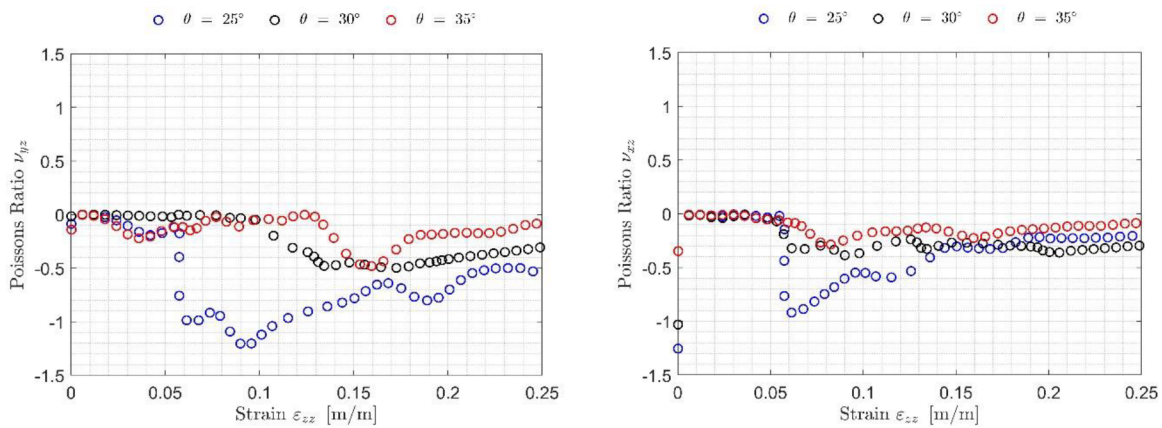 θ = 25° θ = 30° θ = 35°
1.5
1
0.5
0
-0.5
-1
-1.5
Poissons Ratio ν_yz
0 0.05 0.1 0.15 0.2 0.25
Strain ε_zz [m/m]
θ = 25° θ = 30° θ = 35°
1.5
1
0.5
0
-0.5
-1
-1.5
Poissons Ratio ν_xz
0 0.05 0.1 0.15 0.2 0.25
Strain ε_zz [m/m]